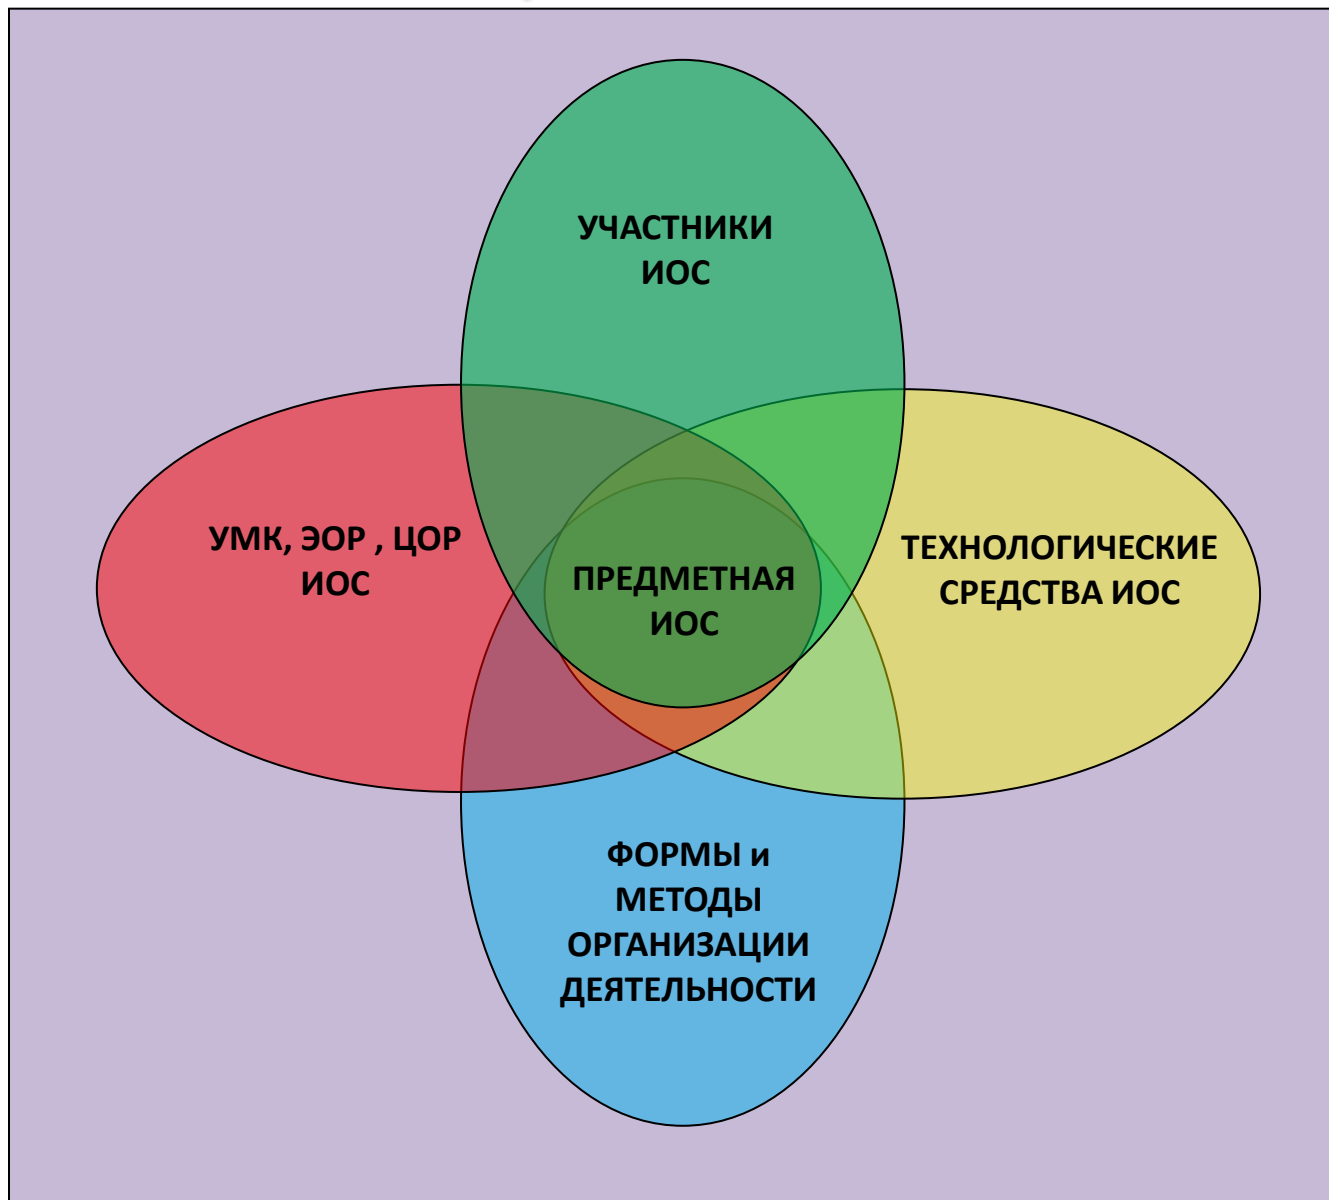 УЧАСТНИКИ
ИОС
УМК, ЭОР , ЦОР
ИОС
ПРЕДМЕТНАЯ
ИОС
ТЕХНОЛОГИЧЕСКИЕ
СРЕДСТВА ИОС
ФОРМЫ и
МЕТОДЫ
ОРГАНИЗАЦИИ
ДЕЯТЕЛЬНОСТИ